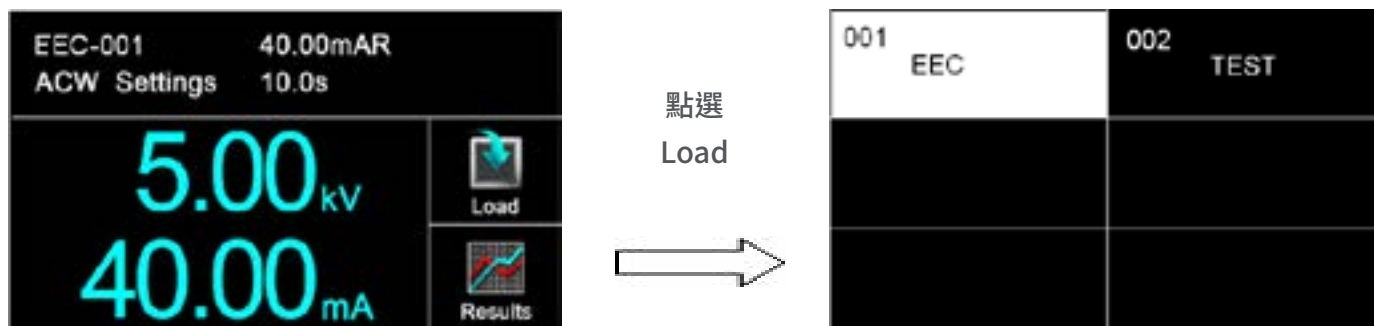 EEC-001 40.00mAR
ACW Settings 10.0s
5.00kV
Load
40.00mA
Results
點選
Load
001
EEC
002
TEST